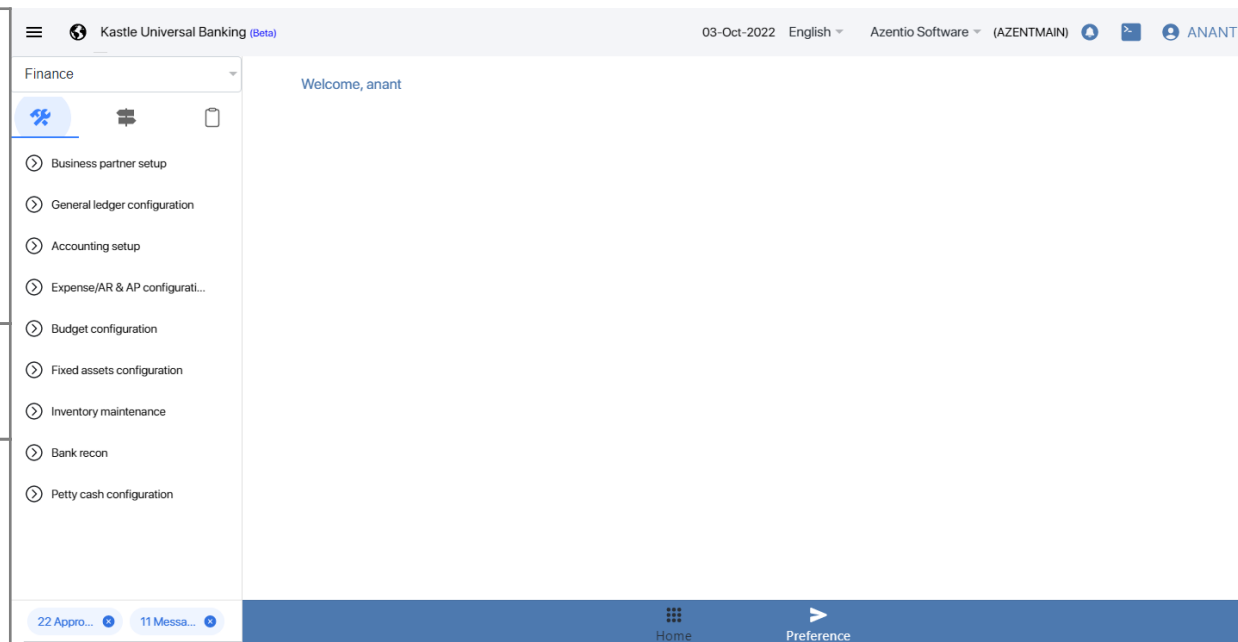 Kastle Universal Banking (Beta)
03-Oct-2022 English Azentio Software (AZENTMAIN) ANANT
Finance
Welcome, anant
Business partner setup
General ledger configuration
Accounting setup
Expense/AR & AP configurati...
Budget configuration
Fixed assets configuration
Inventory maintenance
Bank recon
Petty cash configuration
22 Appro... 11 Messa...
Home Preference